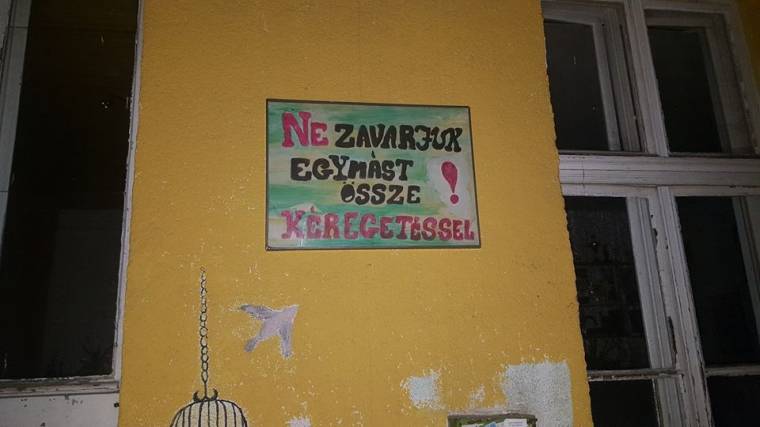 NE ZAVARJUK
EGYMÁST
ÖSSZE !
KÉREGETÉSSEL